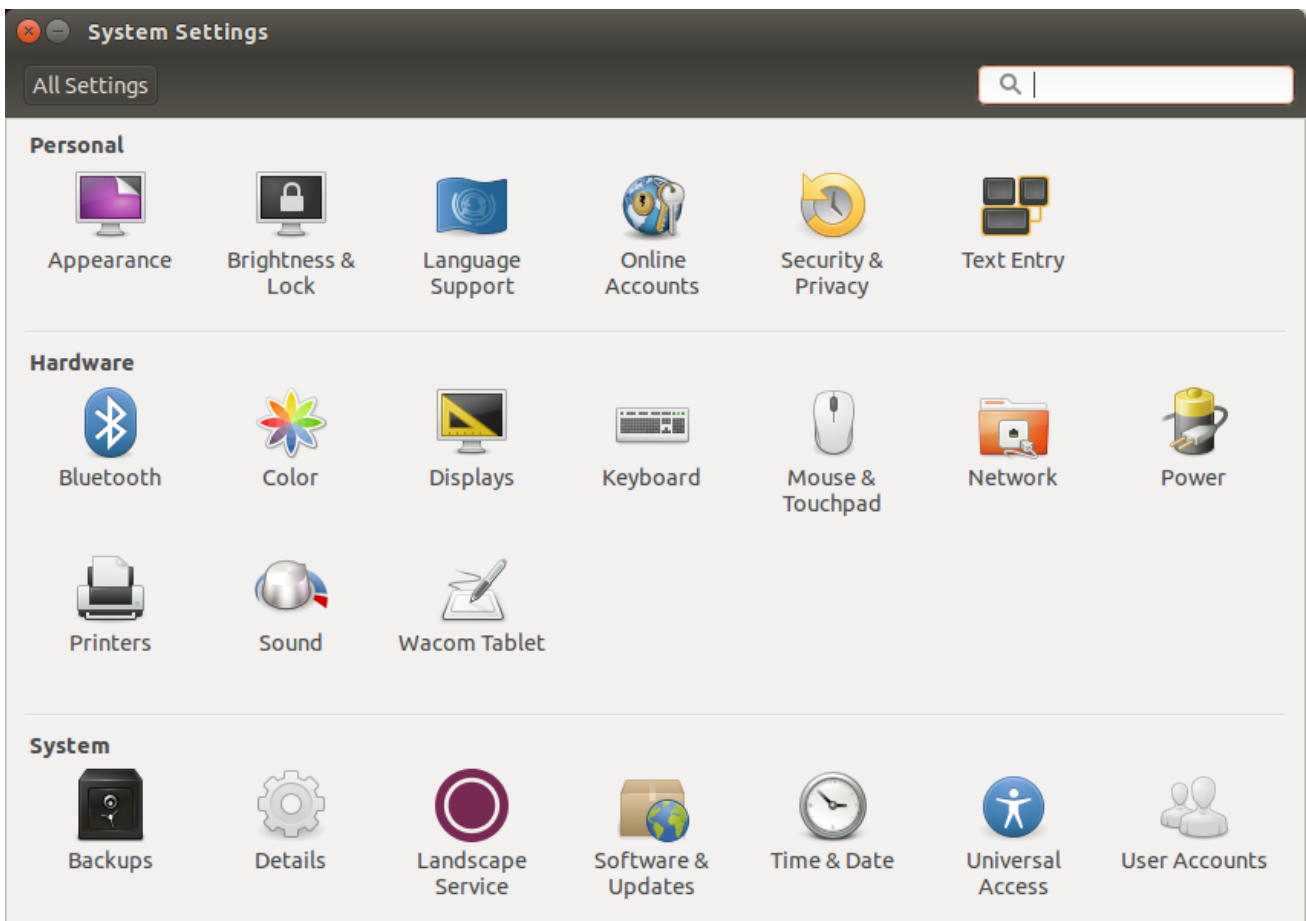 System Settings
All Settings
Personal
Appearance
Brightness &
Lock
Language
Support
Online
Accounts
Security &
Privacy
Text Entry
Hardware
Bluetooth
Color
Displays
Keyboard
Mouse &
Touchpad
Network
Power
Printers
Sound
Wacom Tablet
System
Backups
Details
Landscape
Service
Software &
Updates
Time & Date
Universal
Access
User Accounts